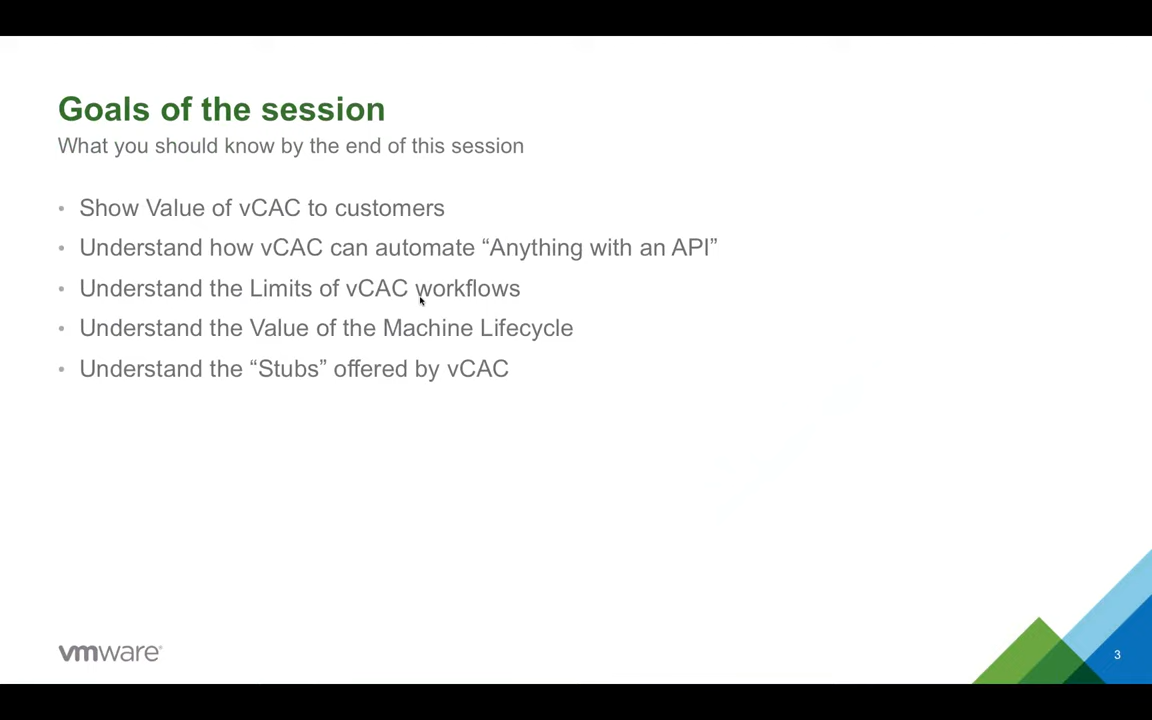 Goals of the session
What you should know by the end of this session
• Show Value of vCAC to customers
• Understand how vCAC can automate “Anything with an API”
• Understand the Limits of vCAC workflows
• Understand the Value of the Machine Lifecycle
• Understand the “Stubs” offered by vCAC
vmware®
3